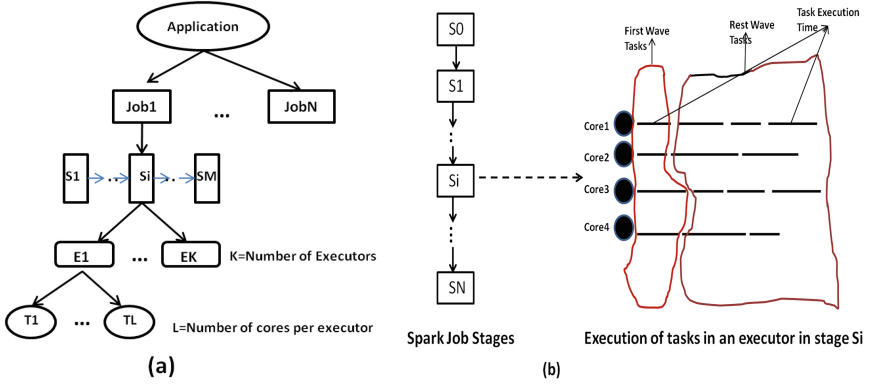 Application
Job1
...
JobN
S1
..
Si
..
SM
E1
...
EK
K=Number of Executors
T1
...
TL
L=Number of cores per executor
(a)
S0
S1
Si
SN
Spark Job Stages
(b)
First Wave
Tasks
Rest Wave
Tasks
Task Execution
Time
Core1
Core2
Core3
Core4
Execution of tasks in an executor in stage Si